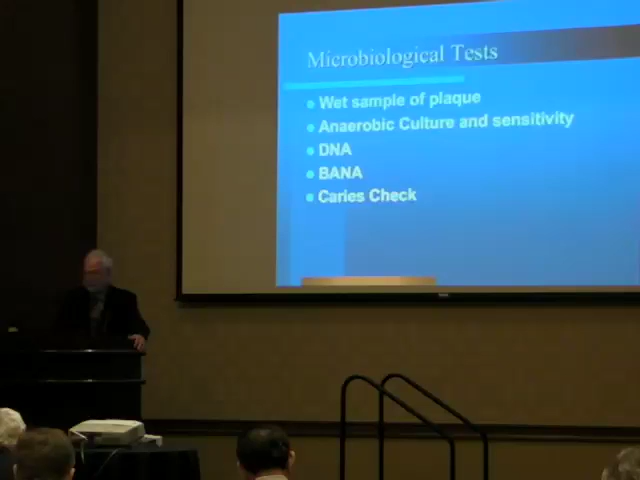 Microbiological Tests
Wet sample of plaque
Anaerobic Culture and sensitivity
DNA
BANA
Caries Check